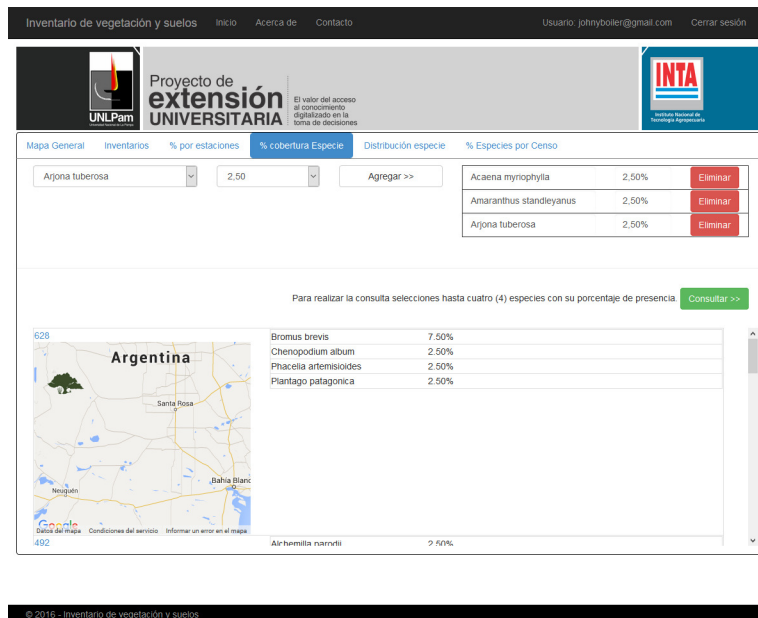 Inventario de vegetación y suelos Inicio Acerca de Contacto Usuario: johnyboiler@gmail.com Cerrar sesión
UNLPam
Proyecto de
extensión
UNIVERSITARIA
El valor del acceso
al conocimiento
digitalizado en la
toma de decisiones
INTA
Instituto Nacional de
Tecnología Agropecuaria
Mapa General Inventarios % por estaciones % cobertura Especie Distribución especie % Especies por Censo
Arjona tuberosa 2,50 Agregar >>
Acaena myriophylla 2,50% Eliminar
Amaranthus standleyanus 2,50% Eliminar
Arjona tuberosa 2,50% Eliminar
Para realizar la consulta selecciones hasta cuatro (4) especies con su porcentaje de presencia. Consultar >>
628
Argentina
Santa Rosa
Bahía Blanc
Neuquén
Google
Datos del mapa Condiciones del servicio Informar un error en el mapa
Bromus brevis 7.50%
Chenopodium album 2.50%
Phacelia artemisioides 2.50%
Plantago patagonica 2.50%
492
Alchemilla parodii 2.50%
© 2016 - Inventario de vegetación y suelos